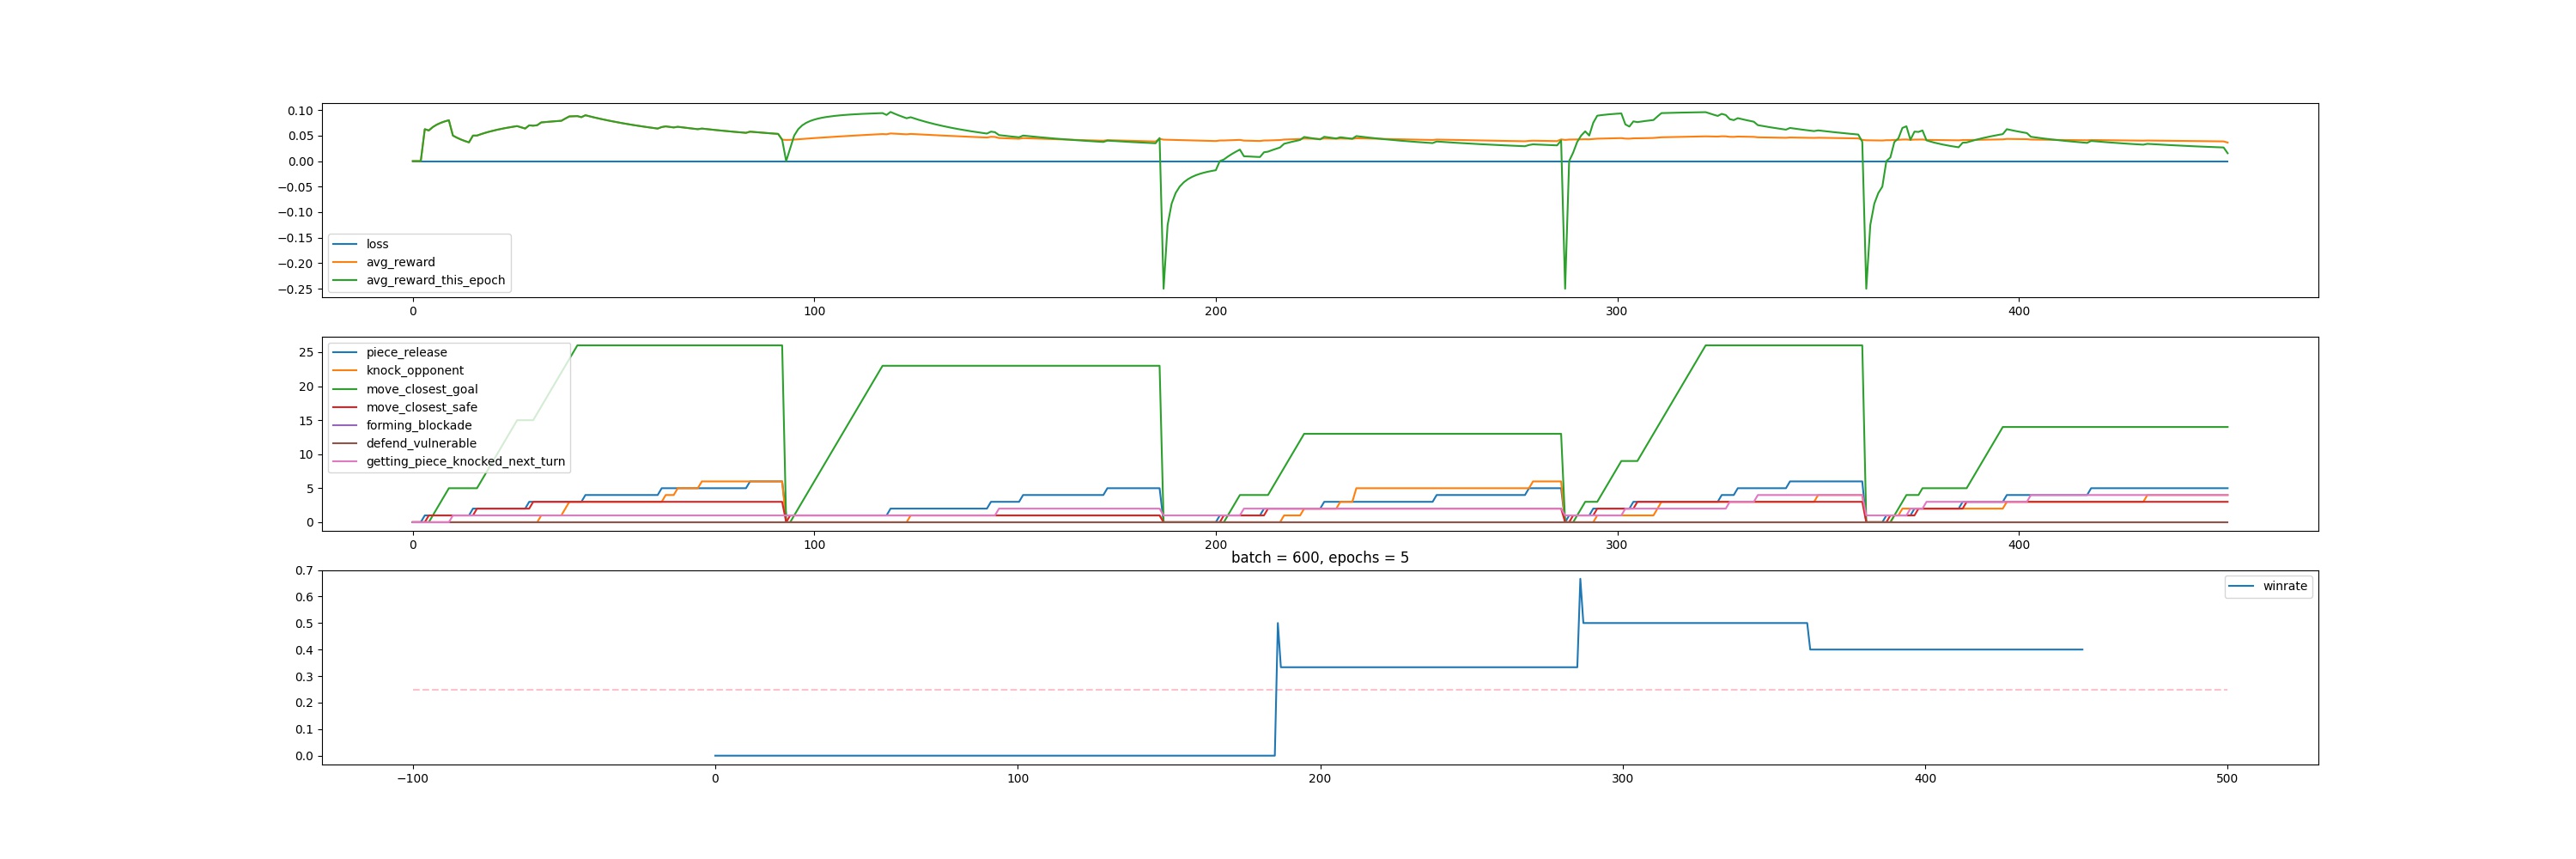 0.10
0.05
0.00
−0.05
−0.10
−0.15
−0.20
−0.25
loss
avg_reward
avg_reward_this_epoch
0 100 200 300 400
25
20
15
10
5
0
piece_release
knock_opponent
move_closest_goal
move_closest_safe
forming_blockade
defend_vulnerable
getting_piece_knocked_next_turn
0 100 200 300 400
batch = 600, epochs = 5
0.7
0.6
0.5
0.4
0.3
0.2
0.1
0.0
winrate
−100 0 100 200 300 400 500